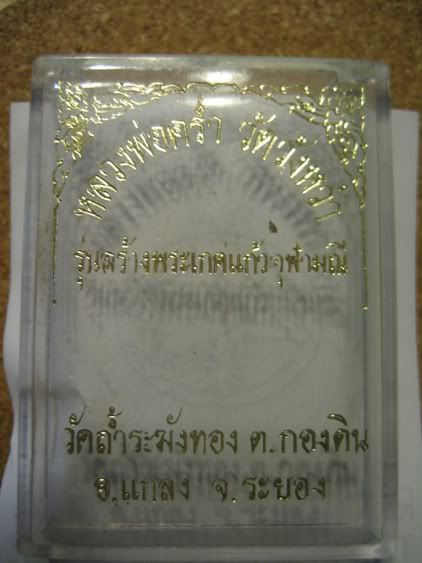 หลวงพ่อคร่ำ วัดวังหว้า
รุ่นสร้างพระเกศแก้วจุฬามณี
วัดถ้ำระฆังทอง ต.กองดิน
อ.แกลง จ.ระยอง